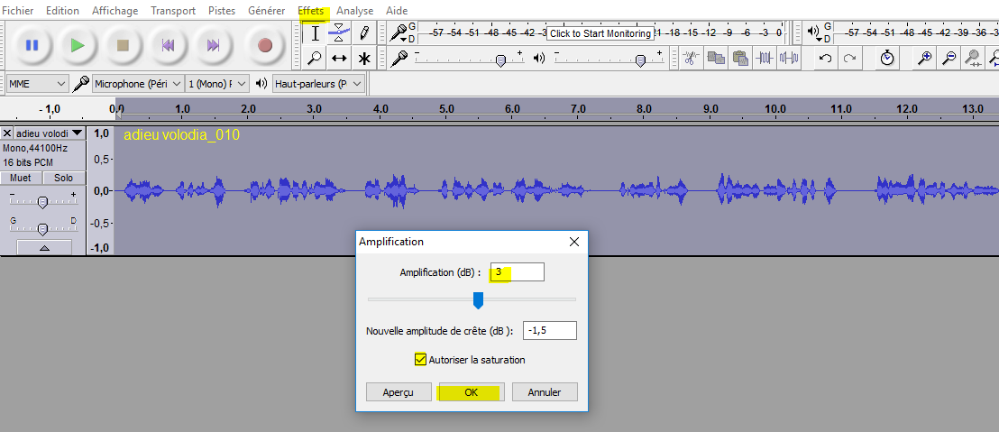 Fichier Edition Affichage Transport Pistes Générer Effets Analyse Aide
G
D
-57 -54 -51 -48 -45 -42 -3 Click to Start Monitoring 1 -18 -15 -12 -9 -6 -3 0
G
D
-57 -54 -51 -48 -45 -42 -39 -36
- + - +
MME Microphone (Péri 1 (Mono) F Haut-parleurs (P
- 1,0 0,0 1.0 2.0 3.0 4.0 5.0 6.0 7.0 8.0 9.0 10.0 11.0 12.0 13.0
adieu volodi
Mono,44100Hz
16 bits PCM
Muet Solo
- +
G D
1,0
0,5-
0,0-
-0,5-
-1,0
adieu volodia_010
Amplification
Amplification (dB) : 3
Nouvelle amplitude de crête (dB ): -1,5
Autoriser la saturation
Aperçu OK Annuler